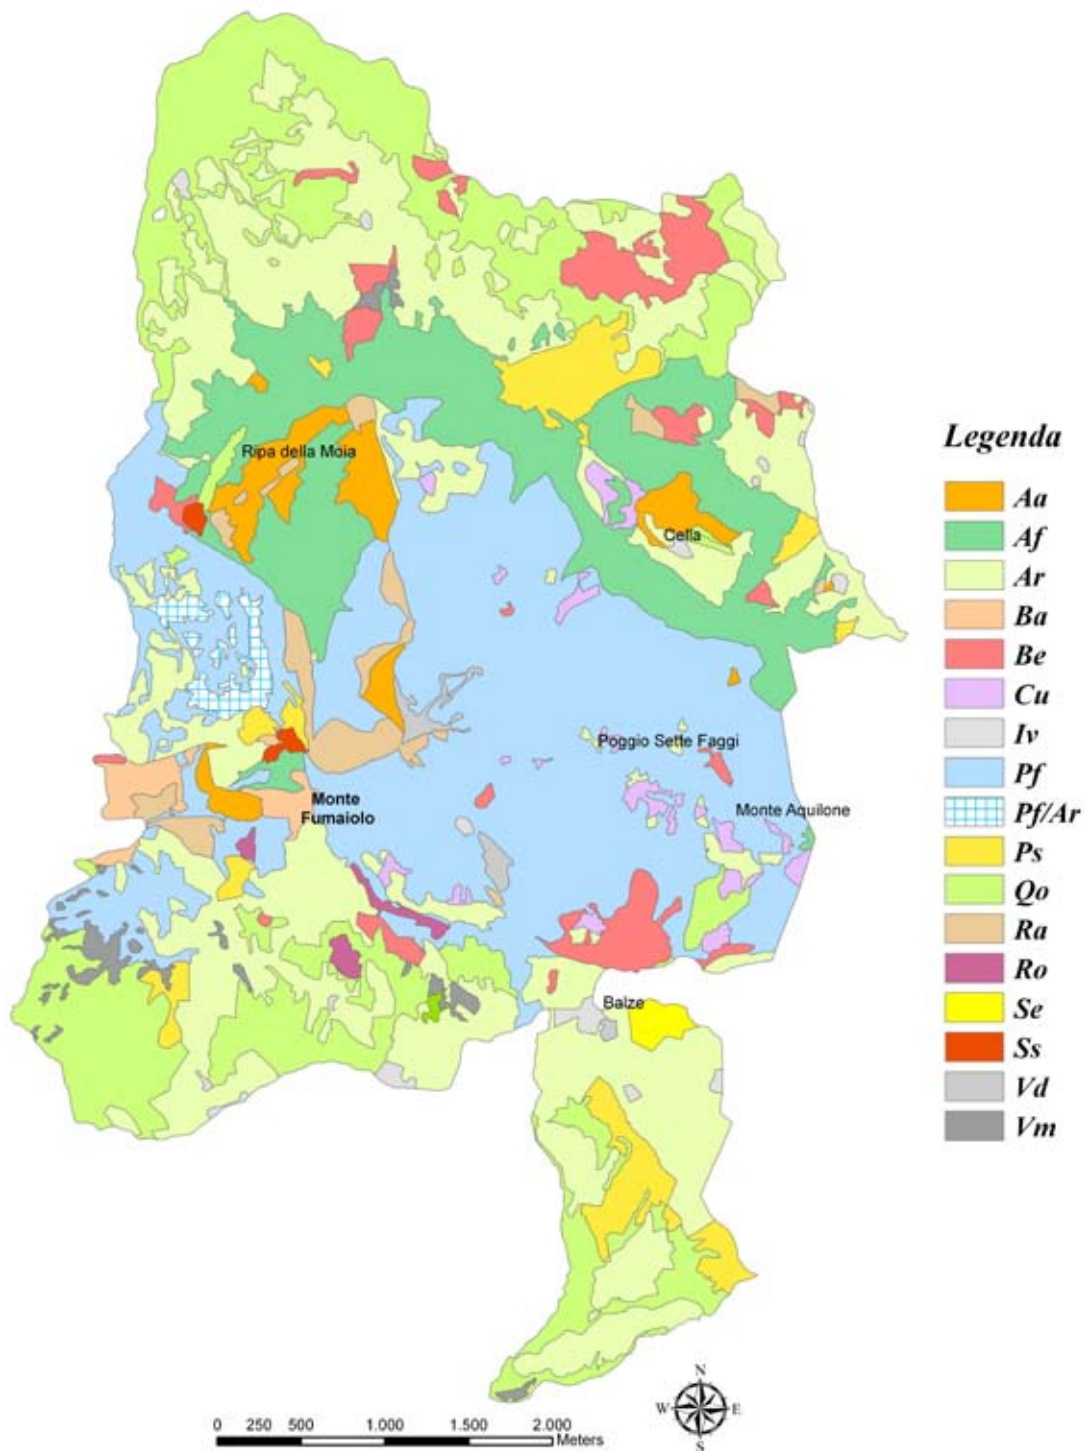 Ripa della Moia
Cella
Poggio Sette Faggi
Monte Aquilone
Monte
Fumaiolo
Balze
Legenda
Aa
Af
Ar
Ba
Be
Cu
Iv
Pf
Pf/Ar
Ps
Qo
Ra
Ro
Se
Ss
Vd
Vm
N
W E
S
0 250 500 1.000 1.500 2.000
Meters